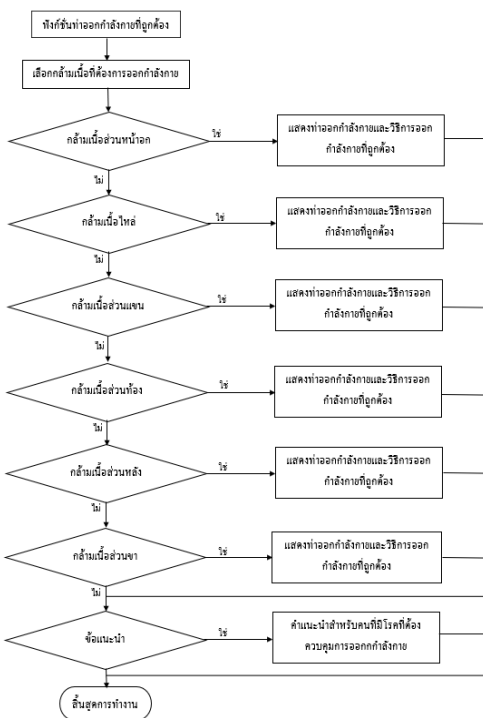 ฟังก์ชั่นท่าออกกำลังกายที่ถูกต้อง
เลือกกล้ามเนื้อที่ต้องการออกกำลังกาย
กล้ามเนื้อส่วนหน้าอก
ใช่
แสดงท่าออกกำลังกายและวิธีการออก
กำลังกายที่ถูกต้อง
ไม่
กล้ามเนื้อไหล่
ใช่
แสดงท่าออกกำลังกายและวิธีการออก
กำลังกายที่ถูกต้อง
ไม่
กล้ามเนื้อส่วนแขน
ใช่
แสดงท่าออกกำลังกายและวิธีการออก
กำลังกายที่ถูกต้อง
ไม่
กล้ามเนื้อส่วนท้อง
ใช่
แสดงท่าออกกำลังกายและวิธีการออก
กำลังกายที่ถูกต้อง
ไม่
กล้ามเนื้อส่วนหลัง
ใช่
แสดงท่าออกกำลังกายและวิธีการออก
กำลังกายที่ถูกต้อง
ไม่
กล้ามเนื้อส่วนขา
ใช่
แสดงท่าออกกำลังกายและวิธีการออก
กำลังกายที่ถูกต้อง
ไม่
ข้อแนะนำ
ใช่
คำแนะนำสำหรับคนที่มีโรคที่ต้อง
ควบคุมการออกกกำลังกาย
สิ้นสุดการทำงาน